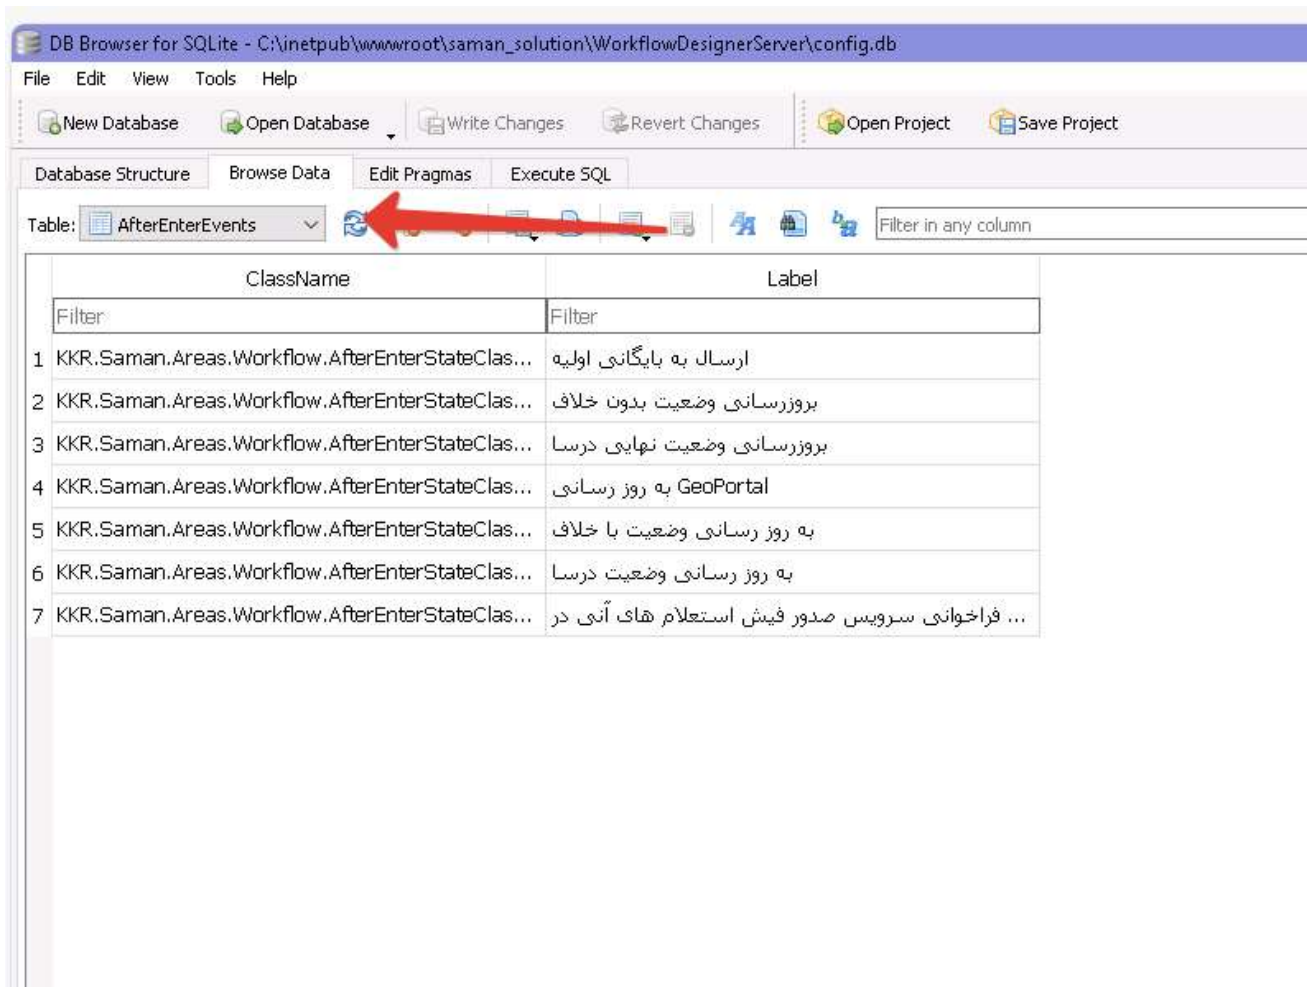 DB Browser for SQLite - C:\inetpub\wwwroot\saman_solution\WorkflowDesignerServer\config.db
File Edit View Tools Help
New Database Open Database Write Changes Revert Changes Open Project Save Project
Database Structure Browse Data Edit Pragmas Execute SQL
Table: AfterEnterEvents Filter in any column
ClassName Label
Filter Filter
1 KKR.Saman.Areas.Workflow.AfterEnterStateClas... ارسال به بایگانی اولیه
2 KKR.Saman.Areas.Workflow.AfterEnterStateClas... بروزرسانی وضعیت بدون خلاف
3 KKR.Saman.Areas.Workflow.AfterEnterStateClas... بروزرسانی وضعیت نهایی درسا
4 KKR.Saman.Areas.Workflow.AfterEnterStateClas... به روز رسانی GeoPortal
5 KKR.Saman.Areas.Workflow.AfterEnterStateClas... به روز رسانی وضعیت با خلاف
6 KKR.Saman.Areas.Workflow.AfterEnterStateClas... به روز رسانی وضعیت درسا
7 KKR.Saman.Areas.Workflow.AfterEnterStateClas... فراخوانی سرویس صدور فیش استعلام های آنی در ...